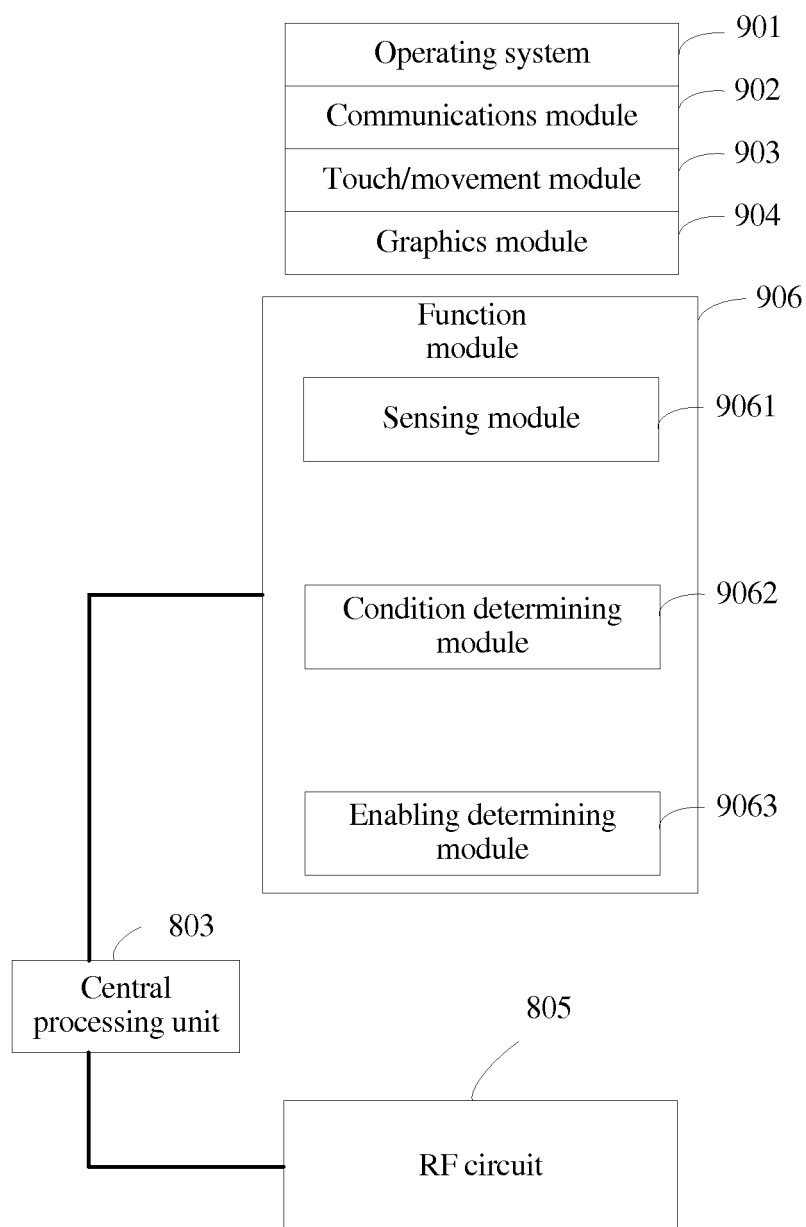 901
Operating system
902
Communications module
903
Touch/movement module
904
Graphics module
906
Function
module
9061
Sensing module
9062
Condition determining
module
9063
Enabling determining
module
803
Central
processing unit
805
RF circuit